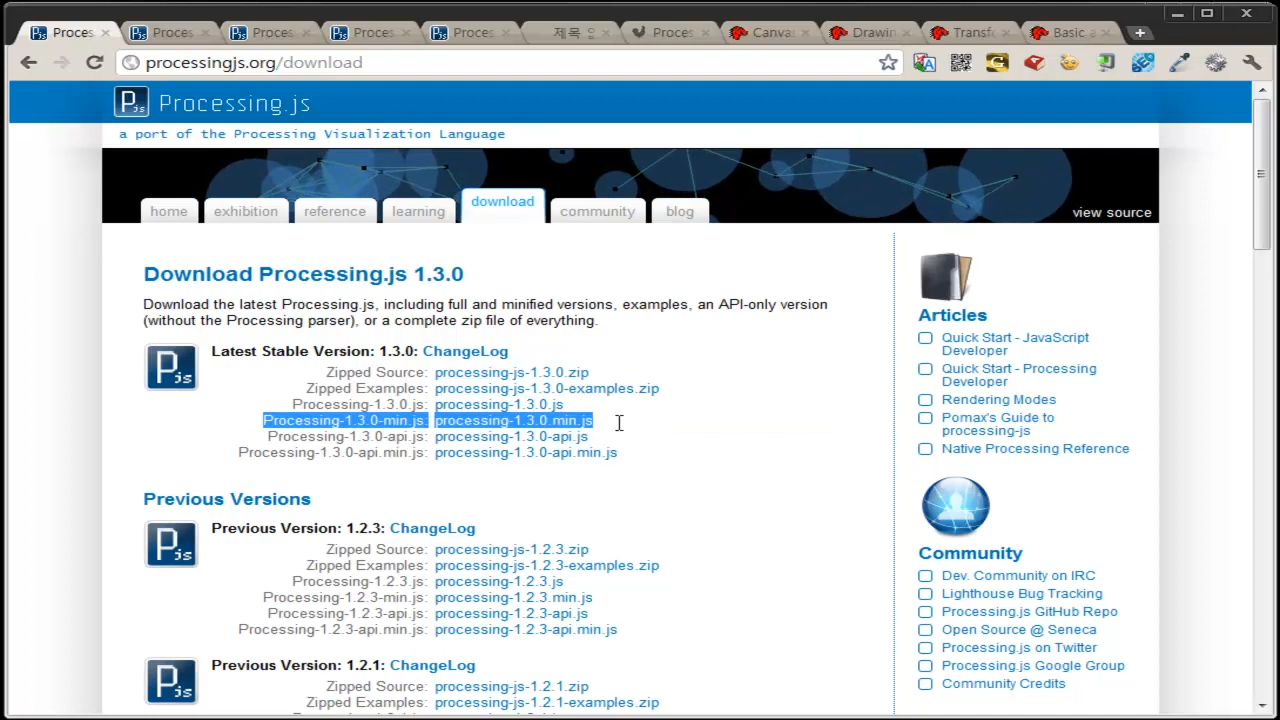 Proces
Proces
Proces
Proces
Proces
제목 없
Proces
Canva
Drawin
Transfo
Basic a
processingjs.org/download
Pjs Processing.js
a port of the Processing Visualization Language
home
exhibition
reference
learning
download
community
blog
view source
Download Processing.js 1.3.0
Download the latest Processing.js, including full and minified versions, examples, an API-only version
(without the Processing parser), or a complete zip file of everything.
Pjs
Latest Stable Version: 1.3.0: ChangeLog
Zipped Source: processing-js-1.3.0.zip
Zipped Examples: processing-js-1.3.0-examples.zip
Processing-1.3.0.js: processing-1.3.0.js
Processing-1.3.0-min.js: processing-1.3.0.min.js
Processing-1.3.0-api.js: processing-1.3.0-api.js
Processing-1.3.0-api.min.js: processing-1.3.0-api.min.js
Previous Versions
Pjs
Previous Version: 1.2.3: ChangeLog
Zipped Source: processing-js-1.2.3.zip
Zipped Examples: processing-js-1.2.3-examples.zip
Processing-1.2.3.js: processing-1.2.3.js
Processing-1.2.3-min.js: processing-1.2.3.min.js
Processing-1.2.3-api.js: processing-1.2.3-api.js
Processing-1.2.3-api.min.js: processing-1.2.3-api.min.js
Pjs
Previous Version: 1.2.1: ChangeLog
Zipped Source: processing-js-1.2.1.zip
Zipped Examples: processing-js-1.2.1-examples.zip
Articles
Quick Start - JavaScript
Developer
Quick Start - Processing
Developer
Rendering Modes
Pomax's Guide to
processing-js
Native Processing Reference
Community
Dev. Community on IRC
Lighthouse Bug Tracking
Processing.js GitHub Repo
Open Source @ Seneca
Processing.js on Twitter
Processing.js Google Group
Community Credits